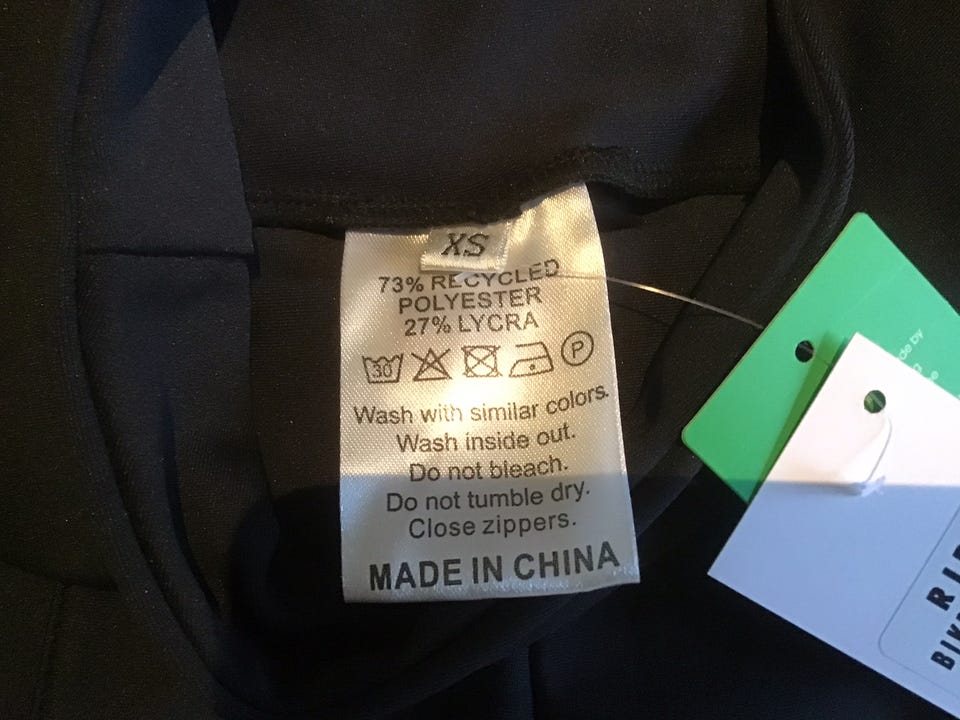 XS
73% RECYCLED
POLYESTER
27% LYCRA
30 P
Wash with similar colors.
Wash inside out.
Do not bleach.
Do not tumble dry.
Close zippers.
MADE IN CHINA
by